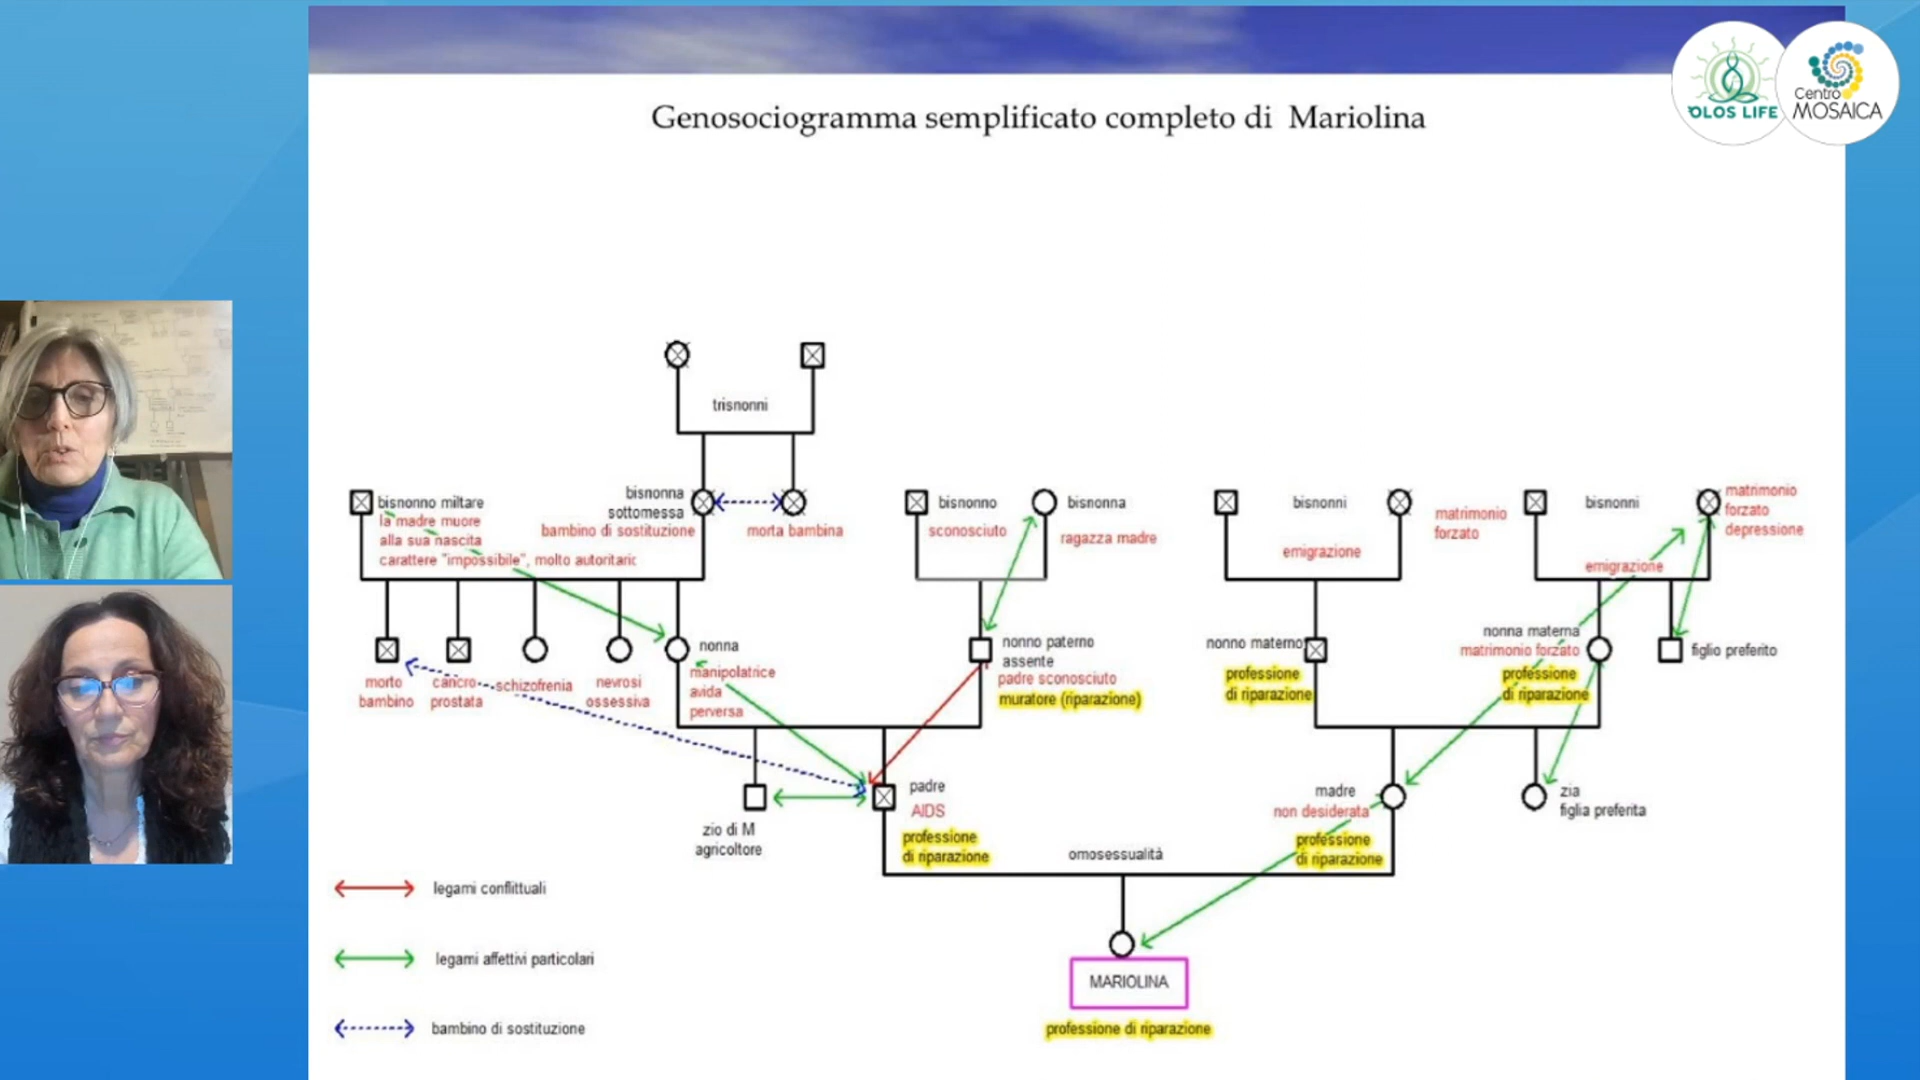 Genosociogramma semplificato completo di Mariolina
OLOS LIFE
Centro
MOSAICA
trisnonni
bisnonno miltare
la madre muore
alla sua nascita
carattere "impossibile", molto autoritaric
bisnonna
sottomessa
bambino di sostituzione
morta bambina
bisnonno
sconosciuto
bisnonna
ragazza madre
bisnonni
emigrazione
matrimonio
forzato
bisnonni
emigrazione
matrimonio
forzato
depressione
morto
bambino
cancro
prostata
schizofrenia
nevrosi
ossessiva
nonna
manipolatrice
avida
perversa
nonno paterno
assente
padre sconosciuto
muratore (riparazione)
nonno materno
professione
di riparazione
nonna materna
matrimonio forzato
professione
di riparazione
figlio preferito
zio di M
agricoltore
padre
AIDS
professione
di riparazione
omosessualità
madre
non desiderata
professione
di riparazione
zia
figlia preferita
legami conflittuali
legami affettivi particolari
bambino di sostituzione
MARIOLINA
professione di riparazione